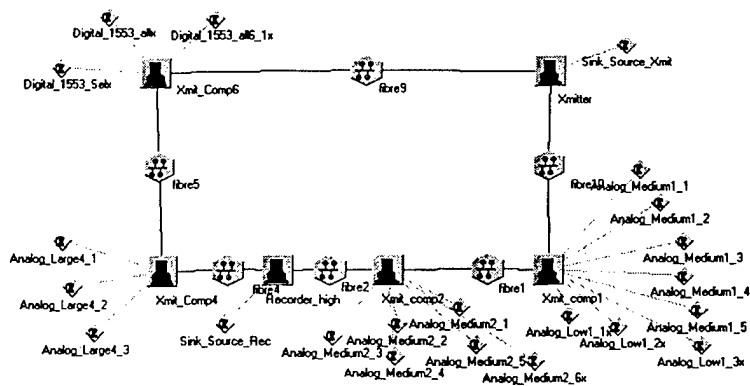 Digital_1553_allx
Digital_1553_all6_1x
Digital_1553_Selx
Xmit_Comp6
fibre9
Sink_Source_Xmit
Xmitter
fibre5
fibre10
Analog_Medium1_1
Analog_Medium1_2
Analog_Medium1_3
Analog_Medium1_4
Analog_Medium1_5
Analog_Large4_1
Analog_Large4_2
Analog_Large4_3
Xmit_Comp4
fibre4
Recorder_high
fibre2
Xmit_comp2
fibre1
Xmit_comp1
Sink_Source_Rec
Analog_Medium2_1
Analog_Medium2_2
Analog_Medium2_3
Analog_Medium2_4
Analog_Medium2_5
Analog_Medium2_6x
Analog_Low1_1x
Analog_Low1_2x
Analog_Low1_3x